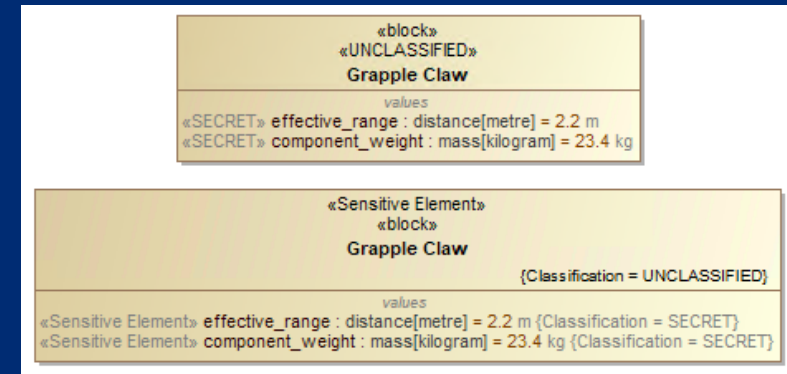 «block»
«UNCLASSIFIED»
Grapple Claw
values
«SECRET» effective_range : distance[metre] = 2.2 m
«SECRET» component_weight : mass[kilogram] = 23.4 kg
«Sensitive Element»
«block»
Grapple Claw
{Classification = UNCLASSIFIED}
values
«Sensitive Element» effective_range : distance[metre] = 2.2 m {Classification = SECRET}
«Sensitive Element» component_weight : mass[kilogram] = 23.4 kg {Classification = SECRET}